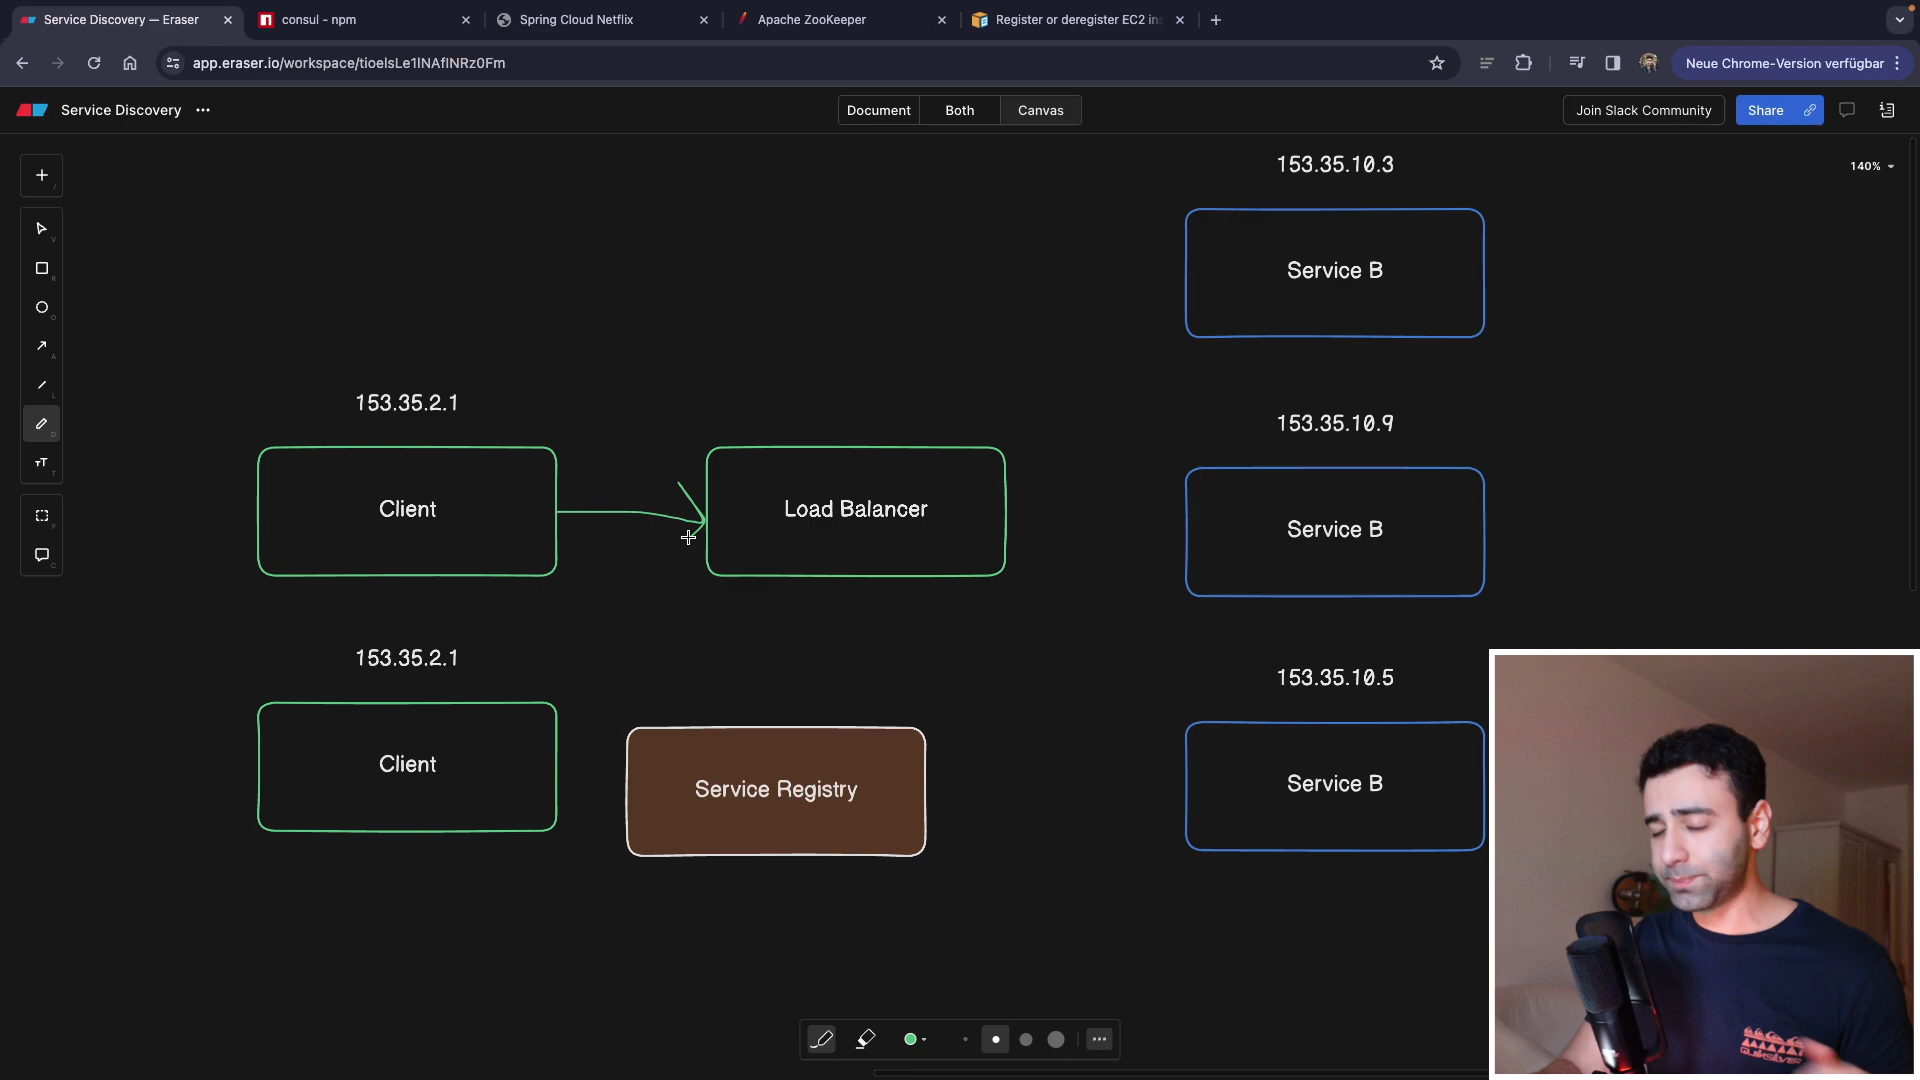 Service Discovery — Eraser
consul - npm
Spring Cloud Netflix
Apache ZooKeeper
Register or deregister EC2 in
app.eraser.io/workspace/tioelsLe1lNAflNRz0Fm
Neue Chrome-Version verfügbar
Service Discovery
Document
Both
Canvas
Join Slack Community
Share
140%
153.35.10.3
Service B
153.35.2.1
153.35.10.9
Client
Load Balancer
Service B
153.35.2.1
153.35.10.5
Client
Service Registry
Service B
QUIKSILVER